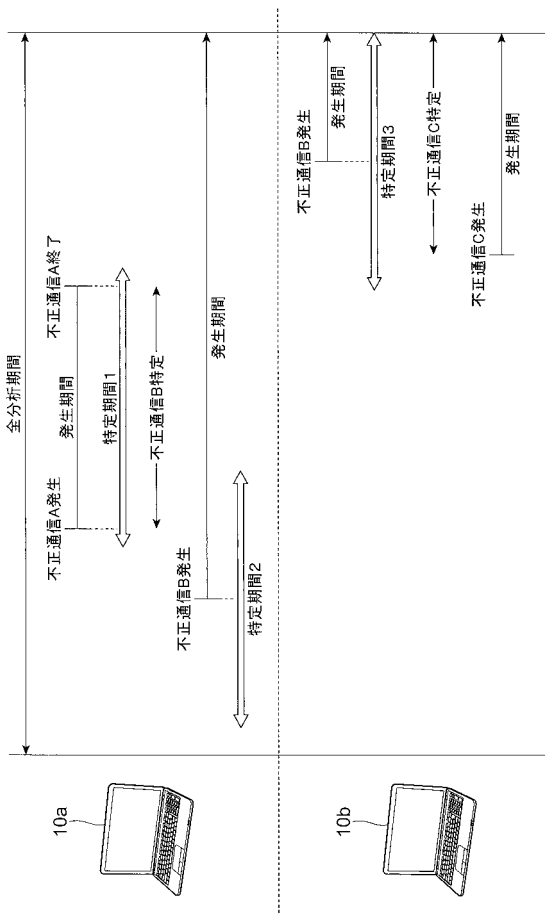 全分析期間
10a
不正通信A発生
不正通信A終了
発生期間
特定期間1
不正通信B特定
不正通信B発生
発生期間
特定期間2
10b
不正通信B発生
発生期間
特定期間3
不正通信C特定
不正通信C発生
発生期間